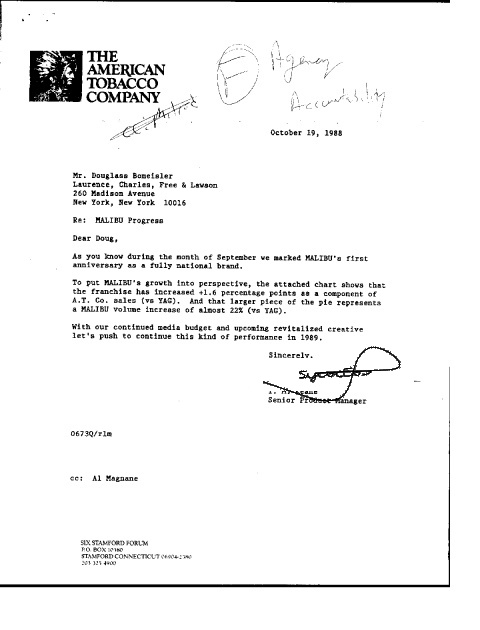 THE
AMERICAN
TOBACCO
COMPANY
F
Agency
Accountability
October 19, 1988
Mr. Douglass Bomeisler
Laurence, Charles, Free & Lawson
260 Madison Avenue
New York, New York 10016
Re: MALIBU Progress
Dear Doug,
As you know during the month of September we marked MALIBU's first
anniversary as a fully national brand.
To put MALIBU's growth into perspective, the attached chart shows that
the franchise has increased +1.6 percentage points as a component of
A.T. Co. sales (vs YAG). And that larger piece of the pie represents
a MALIBU volume increase of almost 22% (vs YAG).
With our continued media budget and upcoming revitalized creative
let's push to continue this kind of performance in 1989.
Sincerely,
Senior Product Manager
0673Q/rlm
cc: Al Magnane
SIX STAMFORD FORUM
P.O. BOX 10380
STAMFORD CONNECTICUT 06904-2380
203 325-4900